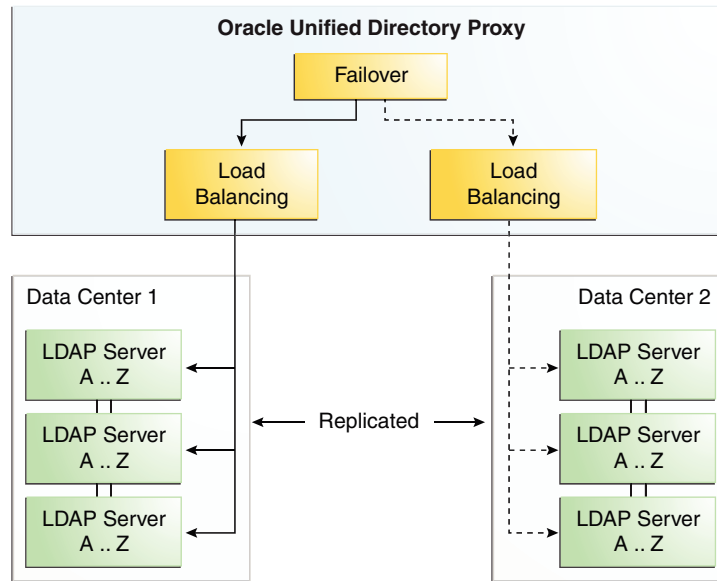 Oracle Unified Directory Proxy
Failover
Load
Balancing
Load
Balancing
Data Center 1
LDAP Server
A .. Z
LDAP Server
A .. Z
LDAP Server
A .. Z
Replicated
Data Center 2
LDAP Server
A .. Z
LDAP Server
A .. Z
LDAP Server
A .. Z